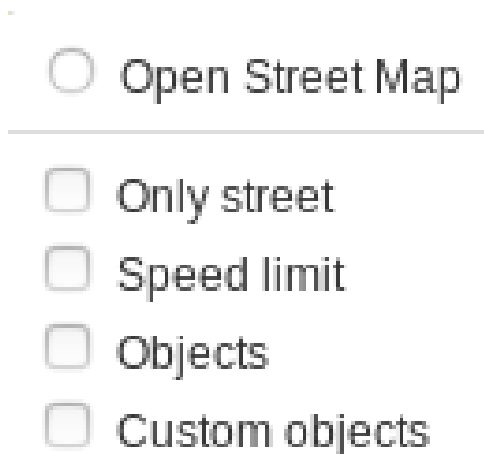 Open Street Map
Only street
Speed limit
Objects
Custom objects